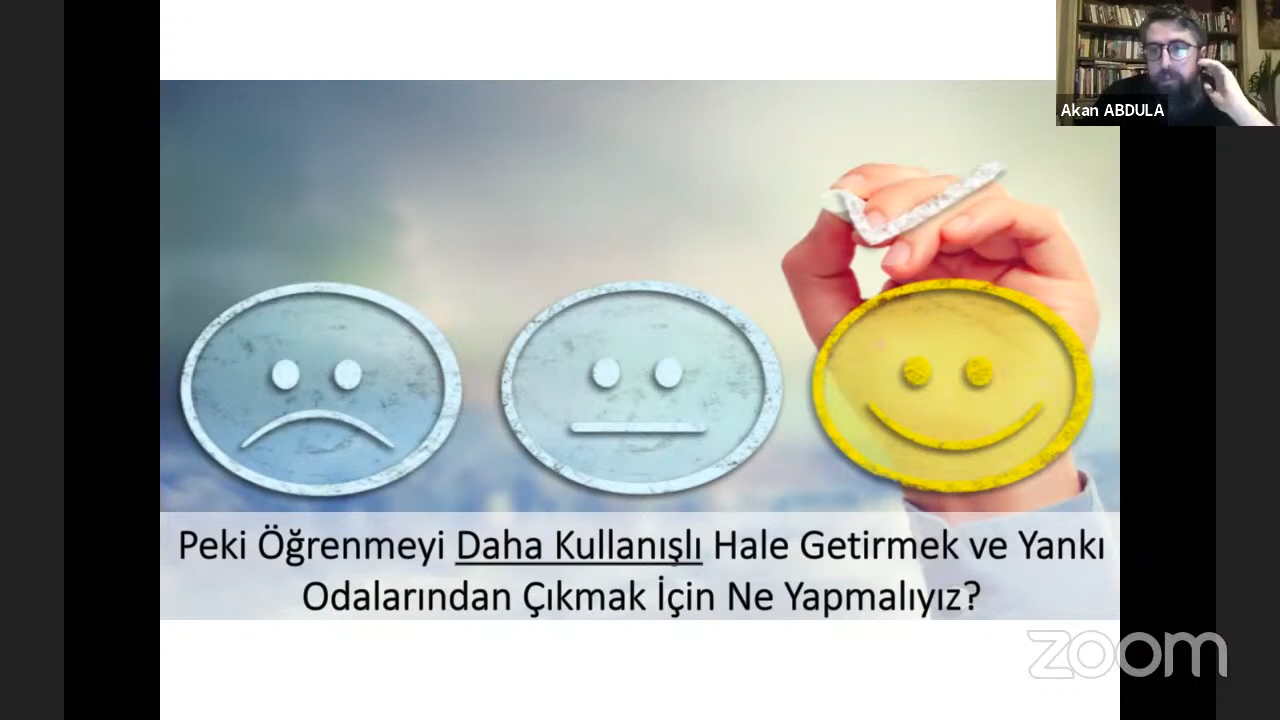 Akan ABDULA
Peki Öğrenmeyi Daha Kullanışlı Hale Getirmek ve Yankı
Odalarından Çıkmak İçin Ne Yapmalıyız?
zoom